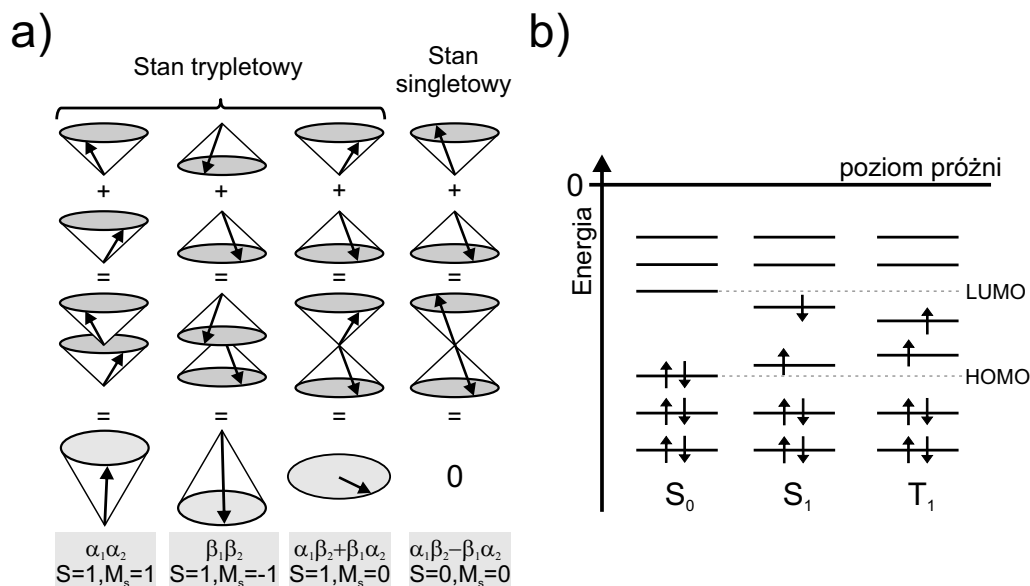 a)
Stan trypletowy
Stan
singletowy
+ + + +
= = = =
= = = =
0
α₁α₂
S=1,Mₛ=1
β₁β₂
S=1,Mₛ=-1
α₁β₂+β₁α₂
S=1,Mₛ=0
α₁β₂−β₁α₂
S=0,Mₛ=0
b)
poziom próżni
0
Energia
LUMO
HOMO
S₀ S₁ T₁